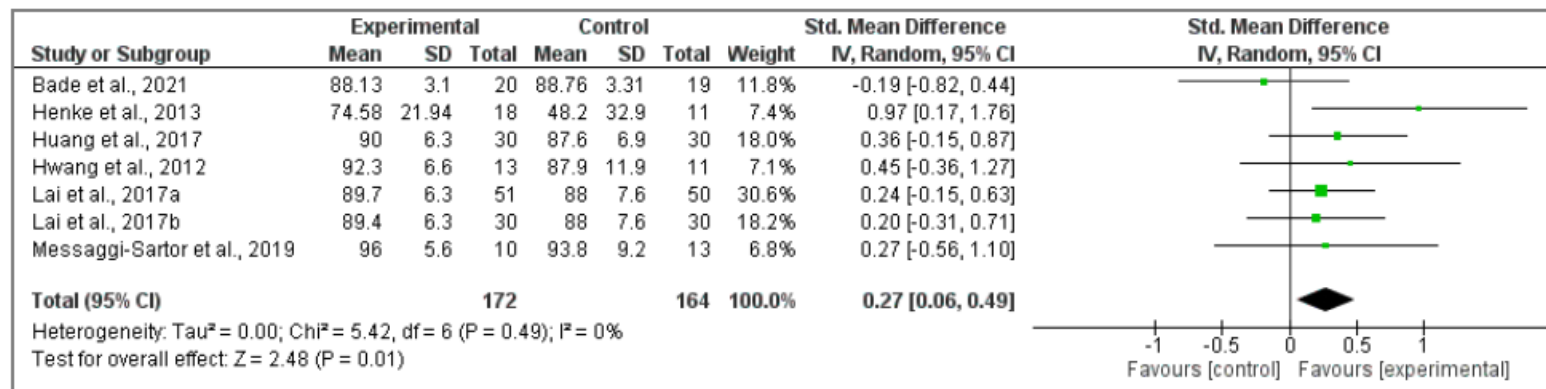 Experimental Control Std. Mean Difference Std. Mean Difference
Study or Subgroup Mean SD Total Mean SD Total Weight IV, Random, 95% CI IV, Random, 95% CI
Bade et al., 2021 88.13 3.1 20 88.76 3.31 19 11.8% -0.19 [-0.82, 0.44]
Henke et al., 2013 74.58 21.94 18 48.2 32.9 11 7.4% 0.97 [0.17, 1.76]
Huang et al., 2017 90 6.3 30 87.6 6.9 30 18.0% 0.36 [-0.15, 0.87]
Hwang et al., 2012 92.3 6.6 13 87.9 11.9 11 7.1% 0.45 [-0.36, 1.27]
Lai et al., 2017a 89.7 6.3 51 88 7.6 50 30.6% 0.24 [-0.15, 0.63]
Lai et al., 2017b 89.4 6.3 30 88 7.6 30 18.2% 0.20 [-0.31, 0.71]
Messaggi-Sartor et al., 2019 96 5.6 10 93.8 9.2 13 6.8% 0.27 [-0.56, 1.10]
Total (95% CI) 172 164 100.0% 0.27 [0.06, 0.49]
Heterogeneity: Tau² = 0.00; Chi² = 5.42, df = 6 (P = 0.49); I² = 0%
Test for overall effect: Z = 2.48 (P = 0.01)
-1 -0.5 0 0.5 1
Favours [control] Favours [experimental]